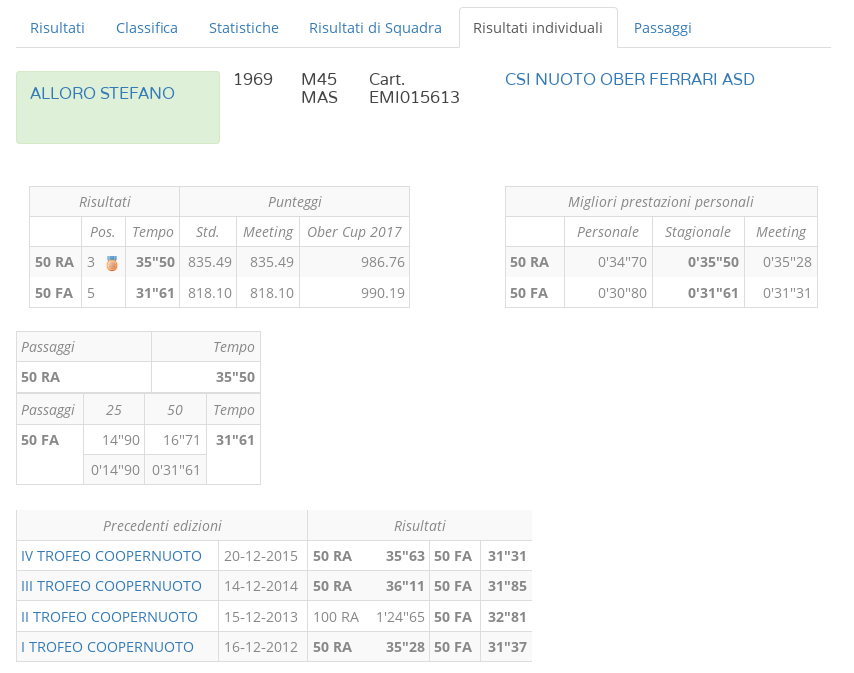 Risultati Classifica Statistiche Risultati di Squadra Risultati individuali Passaggi
ALLORO STEFANO 1969 M45 MAS Cart. EMI015613 CSI NUOTO OBER FERRARI ASD
Risultati Punteggi
Pos. Tempo Std. Meeting Ober Cup 2017
50 RA 3 35"50 835.49 835.49 986.76
50 FA 5 31"61 818.10 818.10 990.19
Migliori prestazioni personali
Personale Stagionale Meeting
50 RA 0'34"70 0'35"50 0'35"28
50 FA 0'30"80 0'31"61 0'31"31
Passaggi Tempo
50 RA 35"50
Passaggi 25 50 Tempo
50 FA 14"90 16"71 31"61
0'14"90 0'31"61
Precedenti edizioni Risultati
IV TROFEO COOPERNUOTO 20-12-2015 50 RA 35"63 50 FA 31"31
III TROFEO COOPERNUOTO 14-12-2014 50 RA 36"11 50 FA 31"85
II TROFEO COOPERNUOTO 15-12-2013 100 RA 1'24"65 50 FA 32"81
I TROFEO COOPERNUOTO 16-12-2012 50 RA 35"28 50 FA 31"37